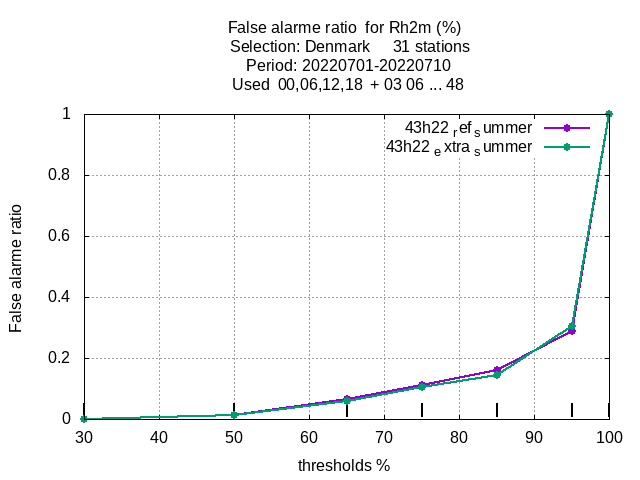 False alarme ratio for Rh2m (%)
Selection: Denmark 31 stations
Period: 20220701-20220710
Used 00,06,12,18 + 03 06 ... 48
43h22 ref summer
43h22 extra summer
1
0.8
0.6
0.4
0.2
0
False alarme ratio
30 40 50 60 70 80 90 100
thresholds %